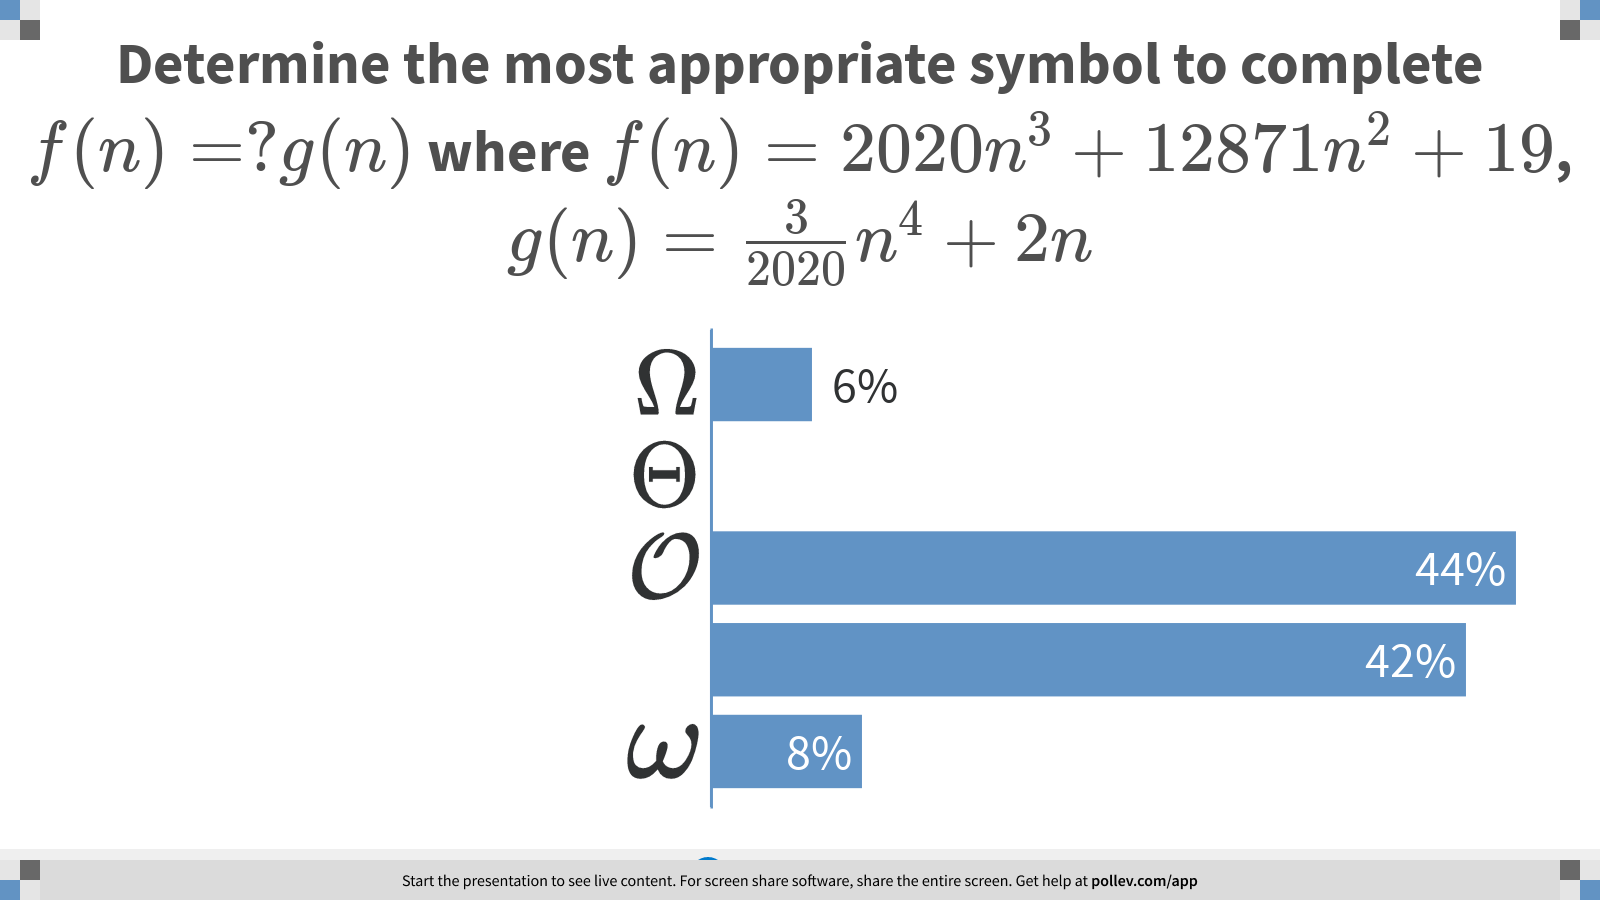 Determine the most appropriate symbol to complete
f(n) =?g(n) where f(n) = 2020n³ + 12871n² + 19,
g(n) = 3/2020 n⁴ + 2n
Ω 6%
Θ
𝒪 44%
42%
ω 8%
Start the presentation to see live content. For screen share software, share the entire screen. Get help at pollev.com/app